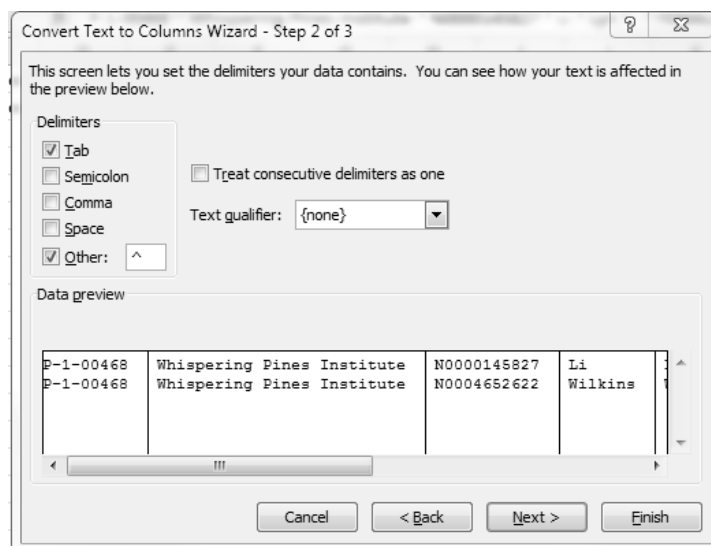 Convert Text to Columns Wizard - Step 2 of 3
This screen lets you set the delimiters your data contains. You can see how your text is affected in
the preview below.
Delimiters
Tab
Semicolon
Comma
Space
Other: ^
Treat consecutive delimiters as one
Text qualifier: {none}
Data preview
P-1-00468 Whispering Pines Institute N0000145827 Li
P-1-00468 Whispering Pines Institute N0004652622 Wilkins
Cancel < Back Next > Finish